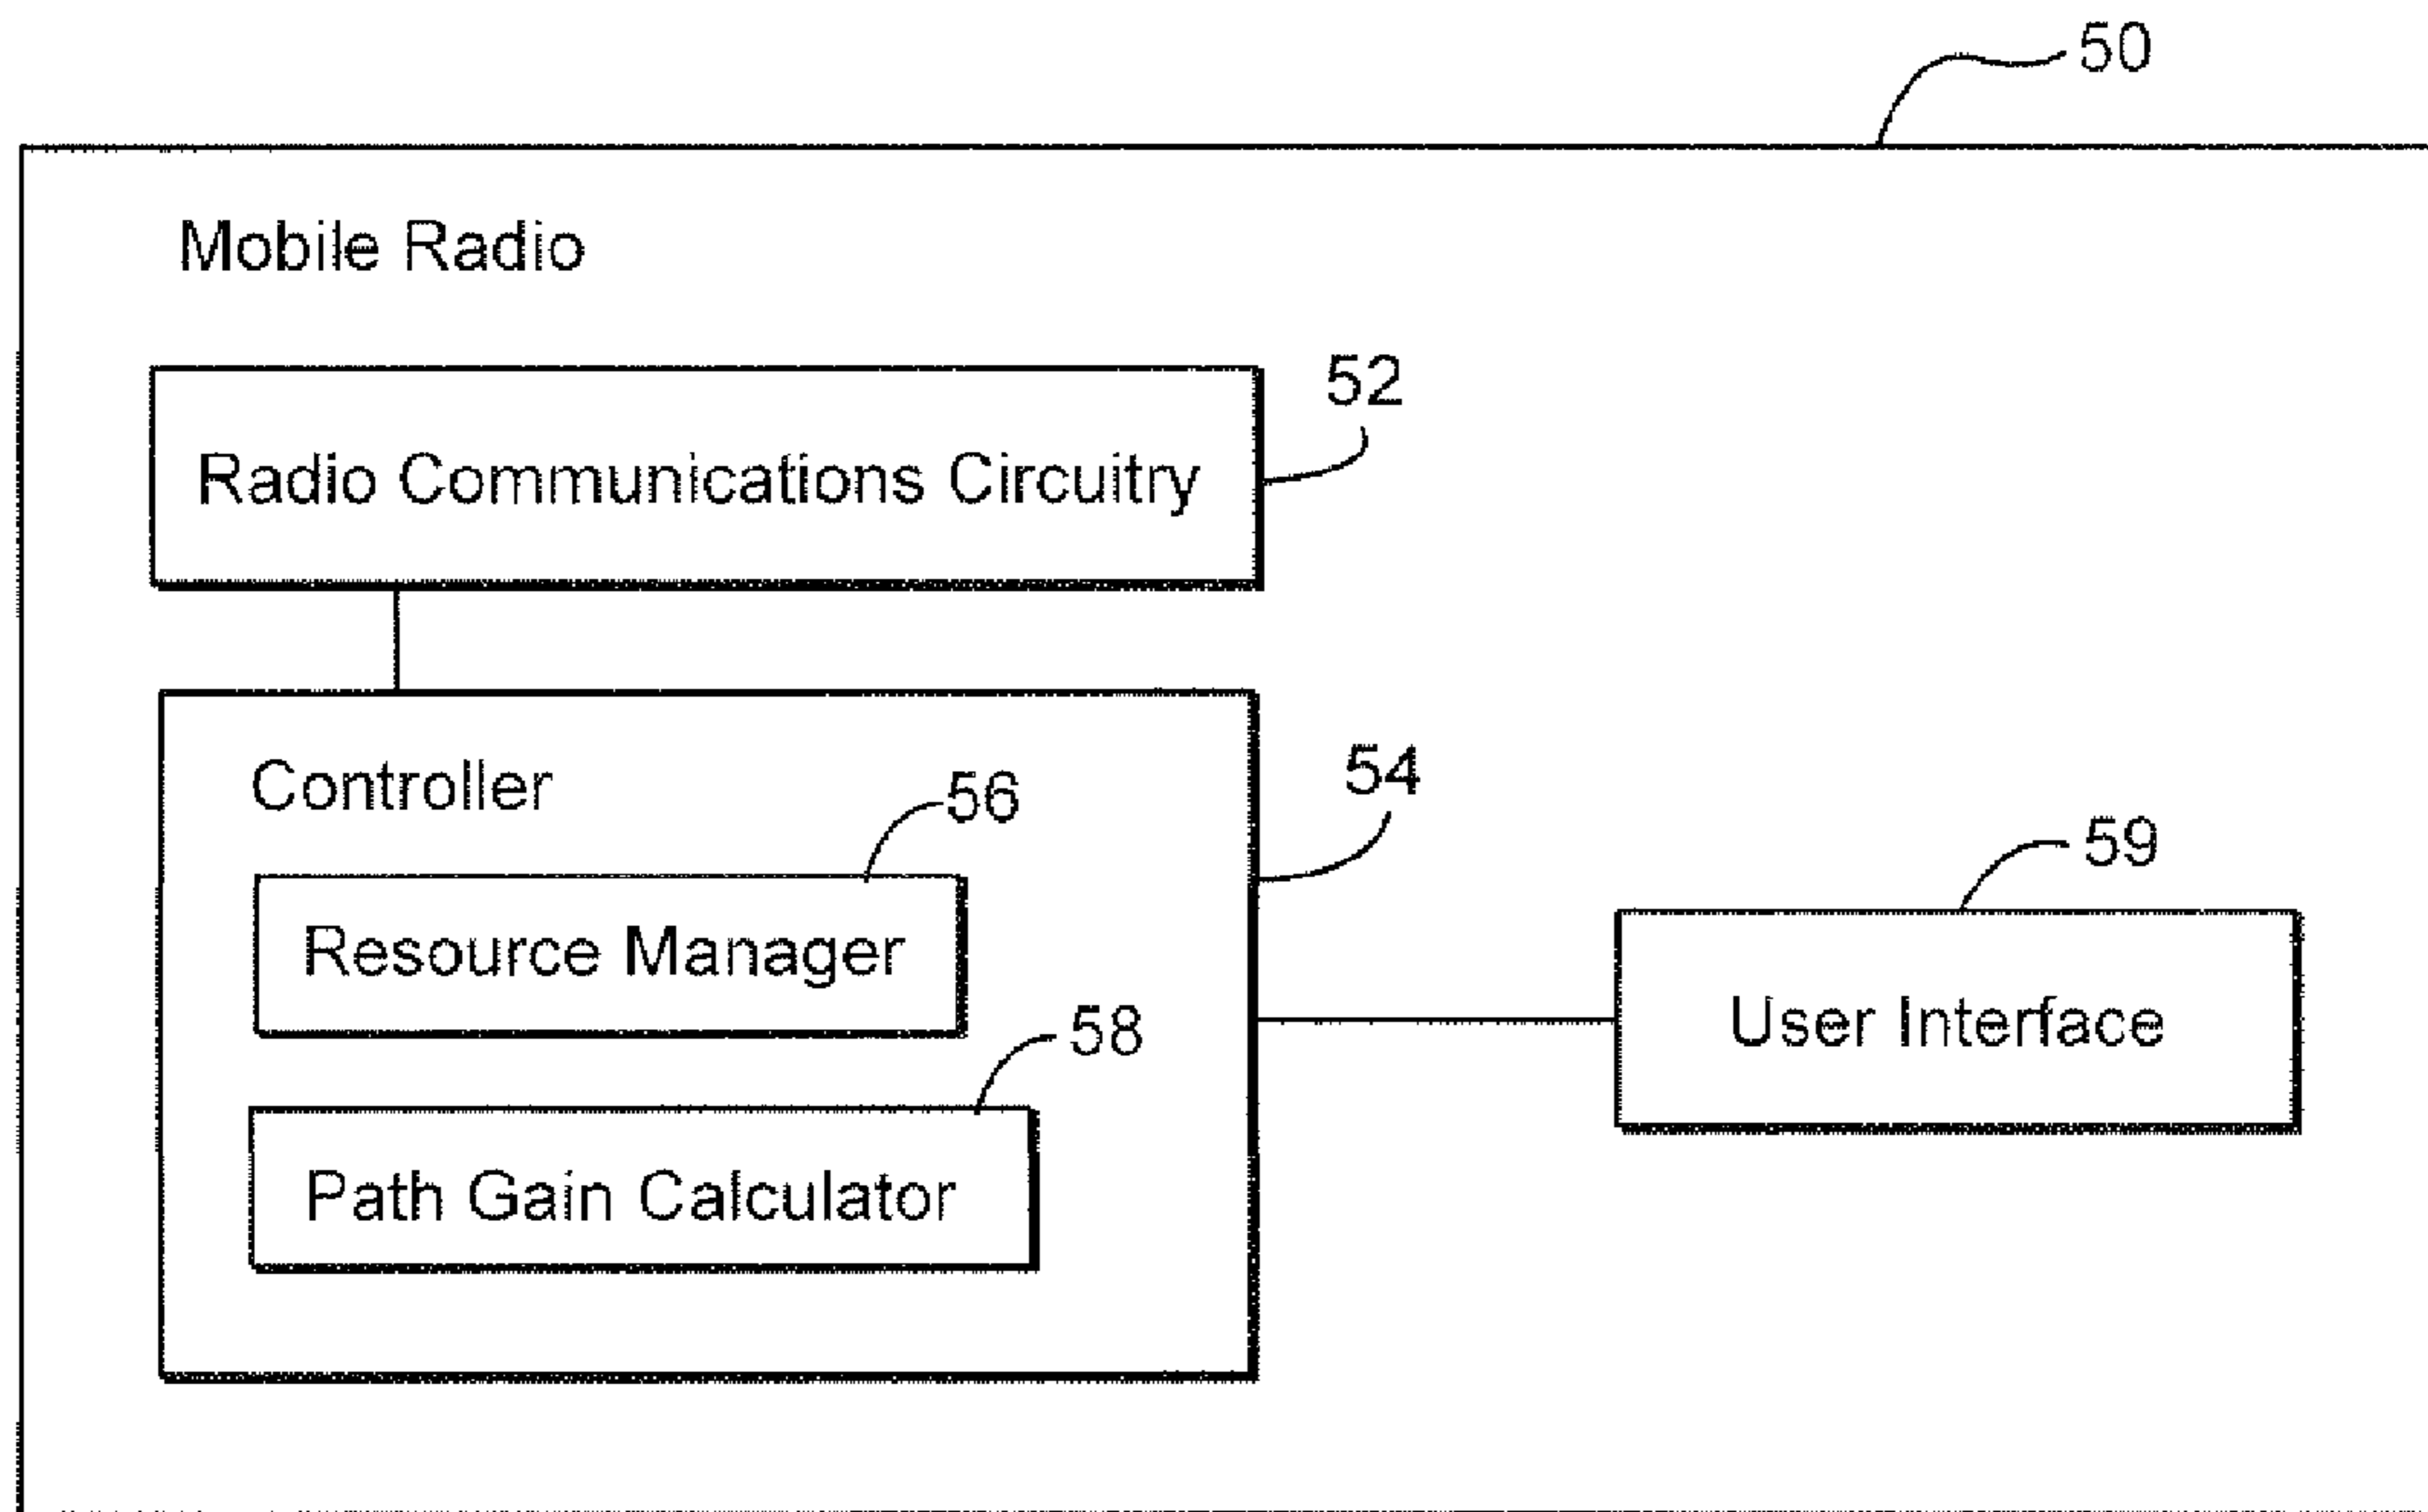 50
Mobile Radio
52
Radio Communications Circuitry
54
Controller
56
59
Resource Manager
User Interface
58
Path Gain Calculator